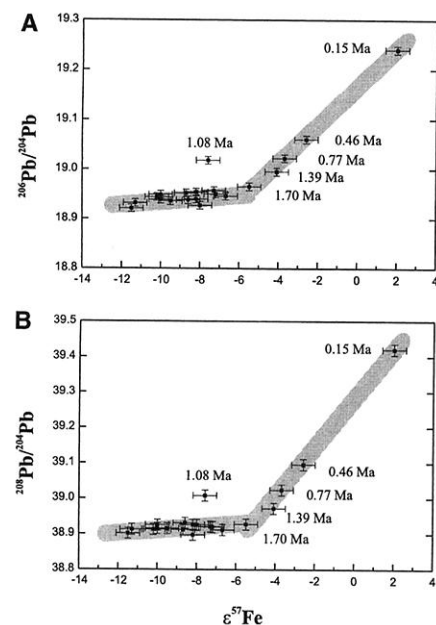 A
19.3
19.2
19.1
19.0
18.9
18.8
²⁰⁶Pb/²⁰⁴Pb
0.15 Ma
0.46 Ma
1.08 Ma
0.77 Ma
1.39 Ma
1.70 Ma
-14 -12 -10 -8 -6 -4 -2 0 2 4
B
39.5
39.4
39.3
39.2
39.1
39.0
38.9
38.8
²⁰⁸Pb/²⁰⁴Pb
0.15 Ma
0.46 Ma
1.08 Ma
0.77 Ma
1.39 Ma
1.70 Ma
-14 -12 -10 -8 -6 -4 -2 0 2 4
ε⁵⁷Fe